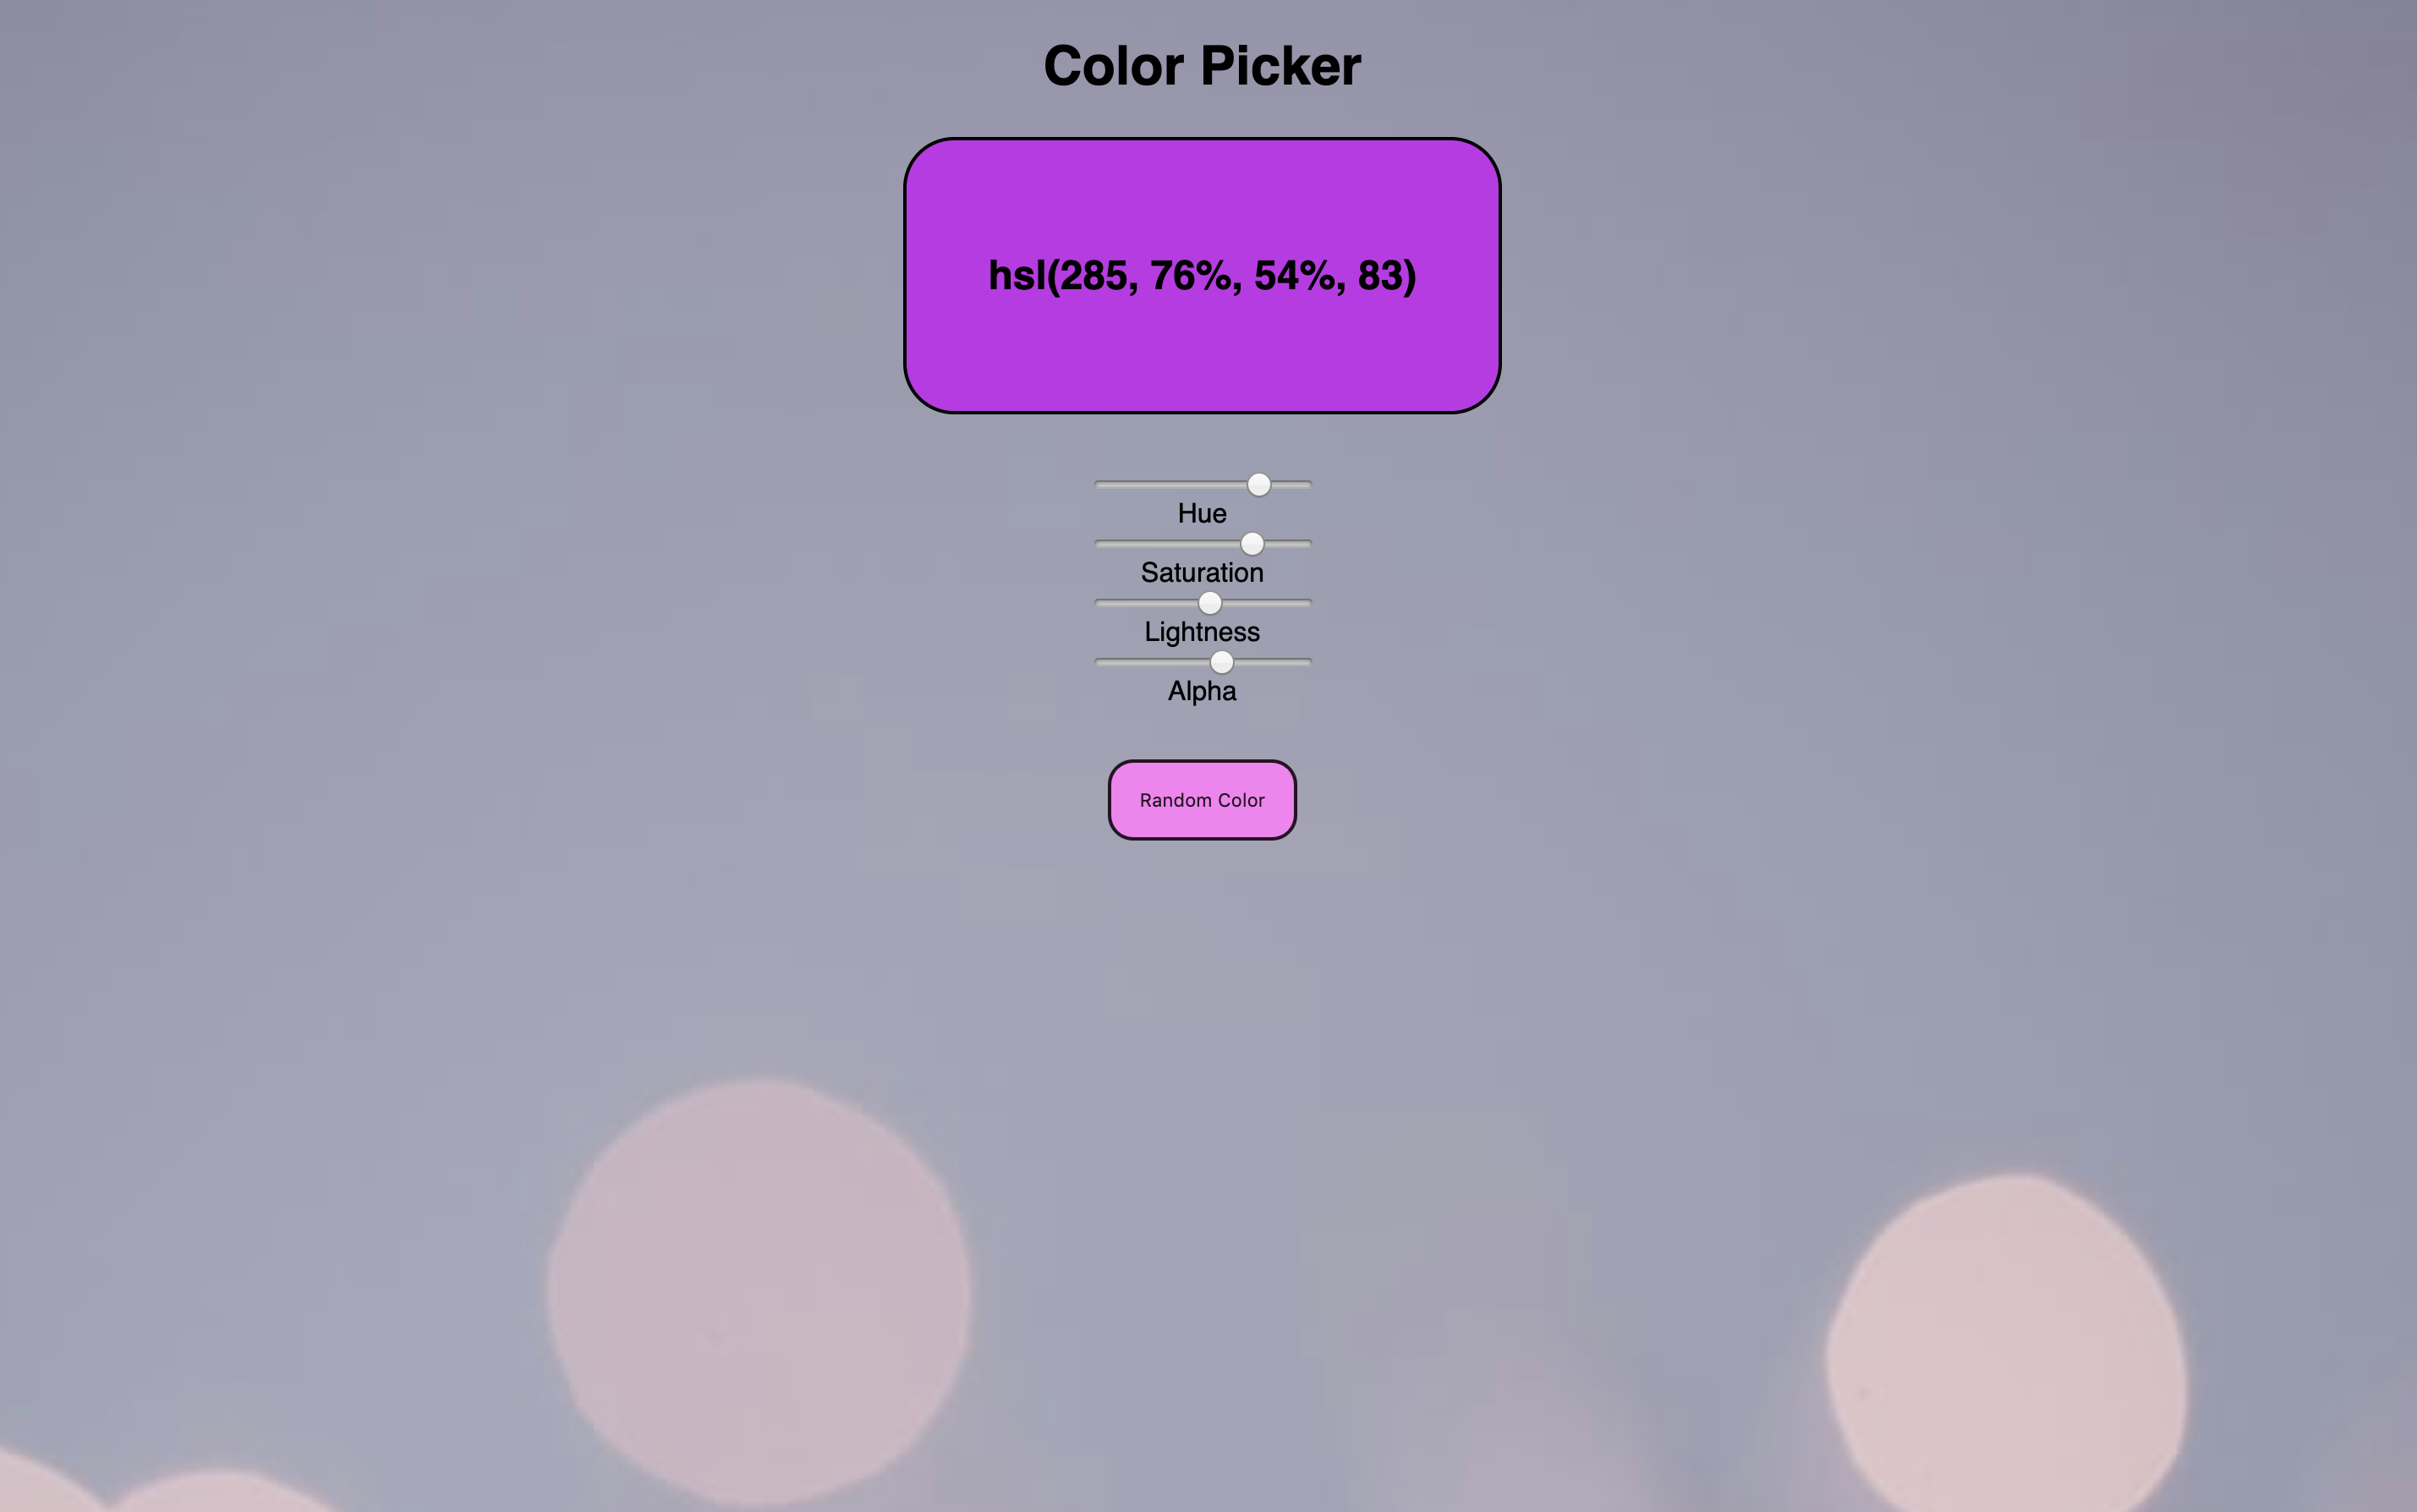 Color Picker
hsl(285, 76%, 54%, 83)
Hue
Saturation
Lightness
Alpha
Random Color